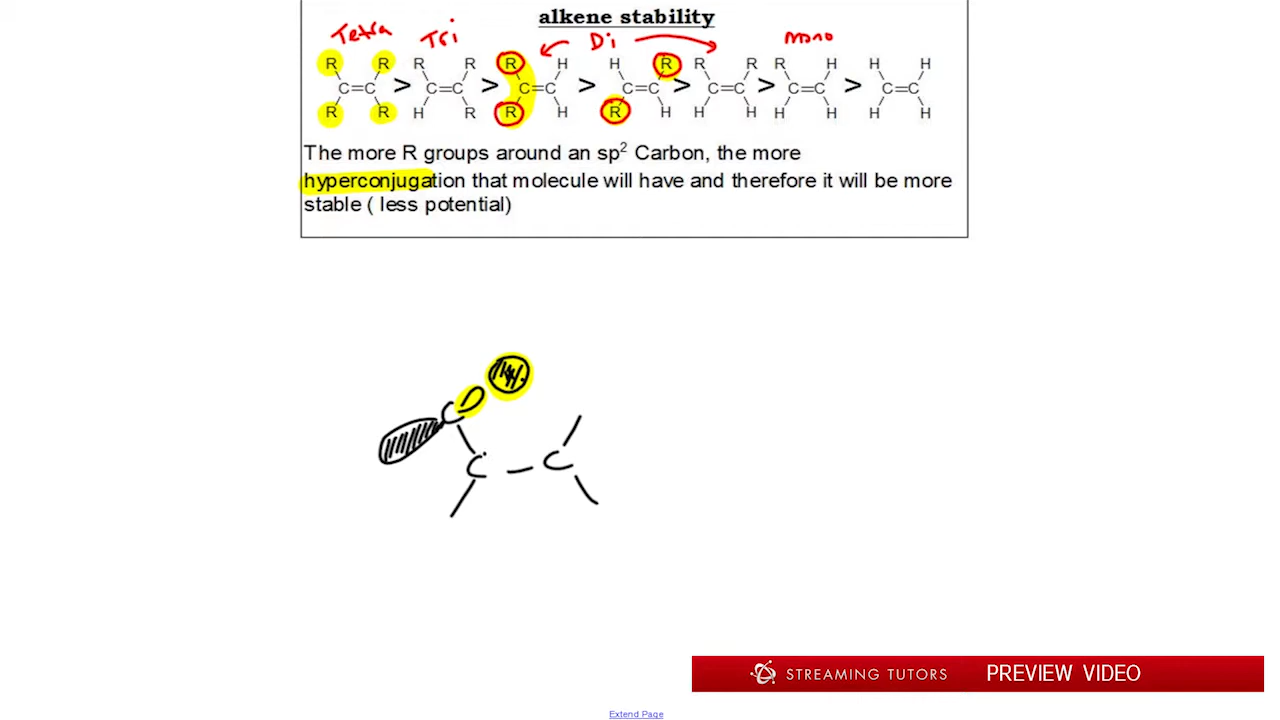 alkene stability
Tetra Tri Di mono
R R R R R H H R R R R H H H
C=C > C=C > C=C > C=C > C=C > C=C > C=C
R R H R R H R H H H H H H H
The more R groups around an sp² Carbon, the more
hyperconjugation that molecule will have and therefore it will be more
stable ( less potential)
C
C – C
STREAMING TUTORS PREVIEW VIDEO
Extend Page